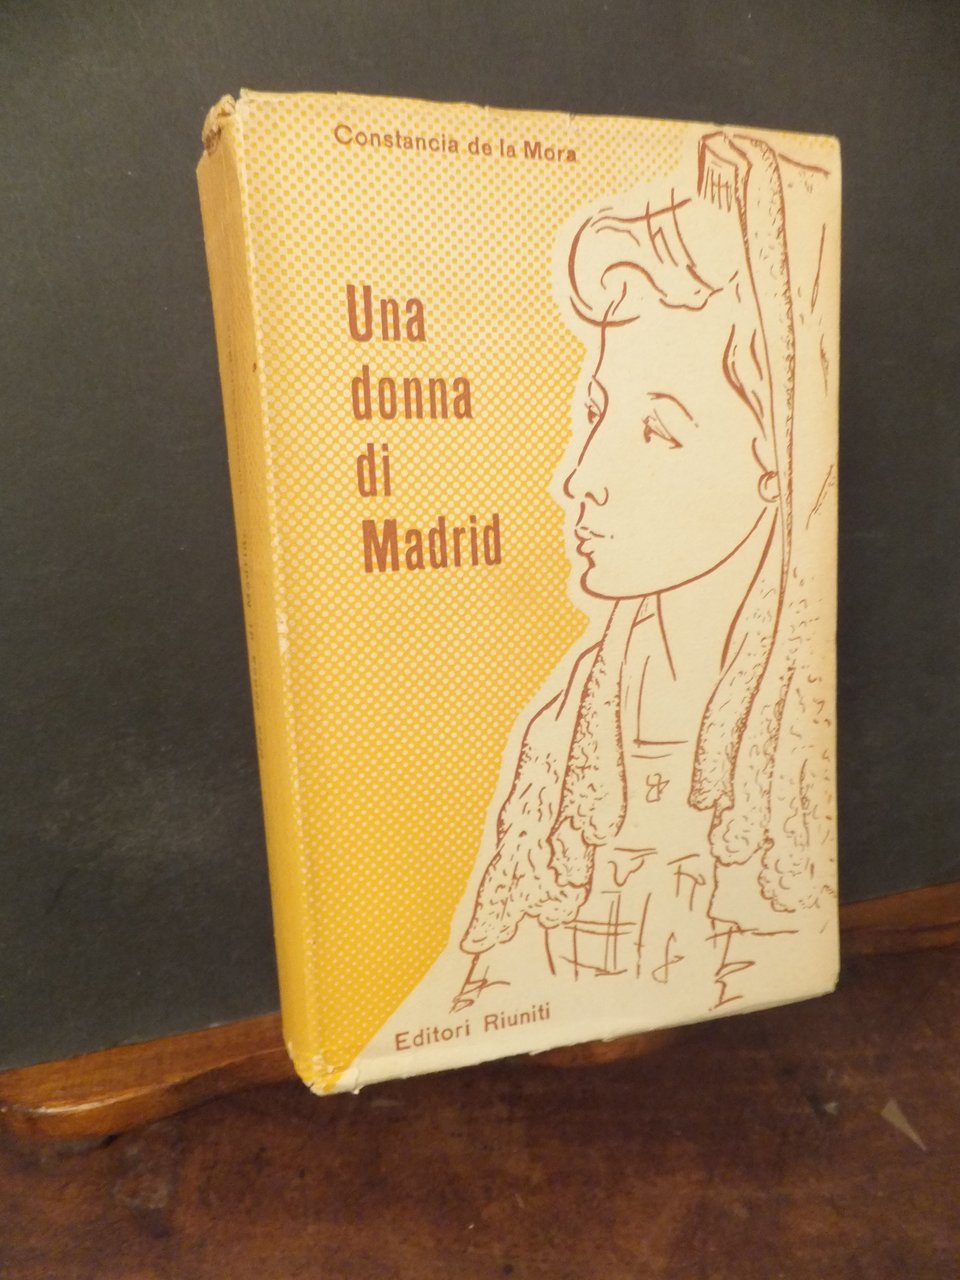 Constancia de la Mora
Una
donna
di
Madrid
Editori Riuniti